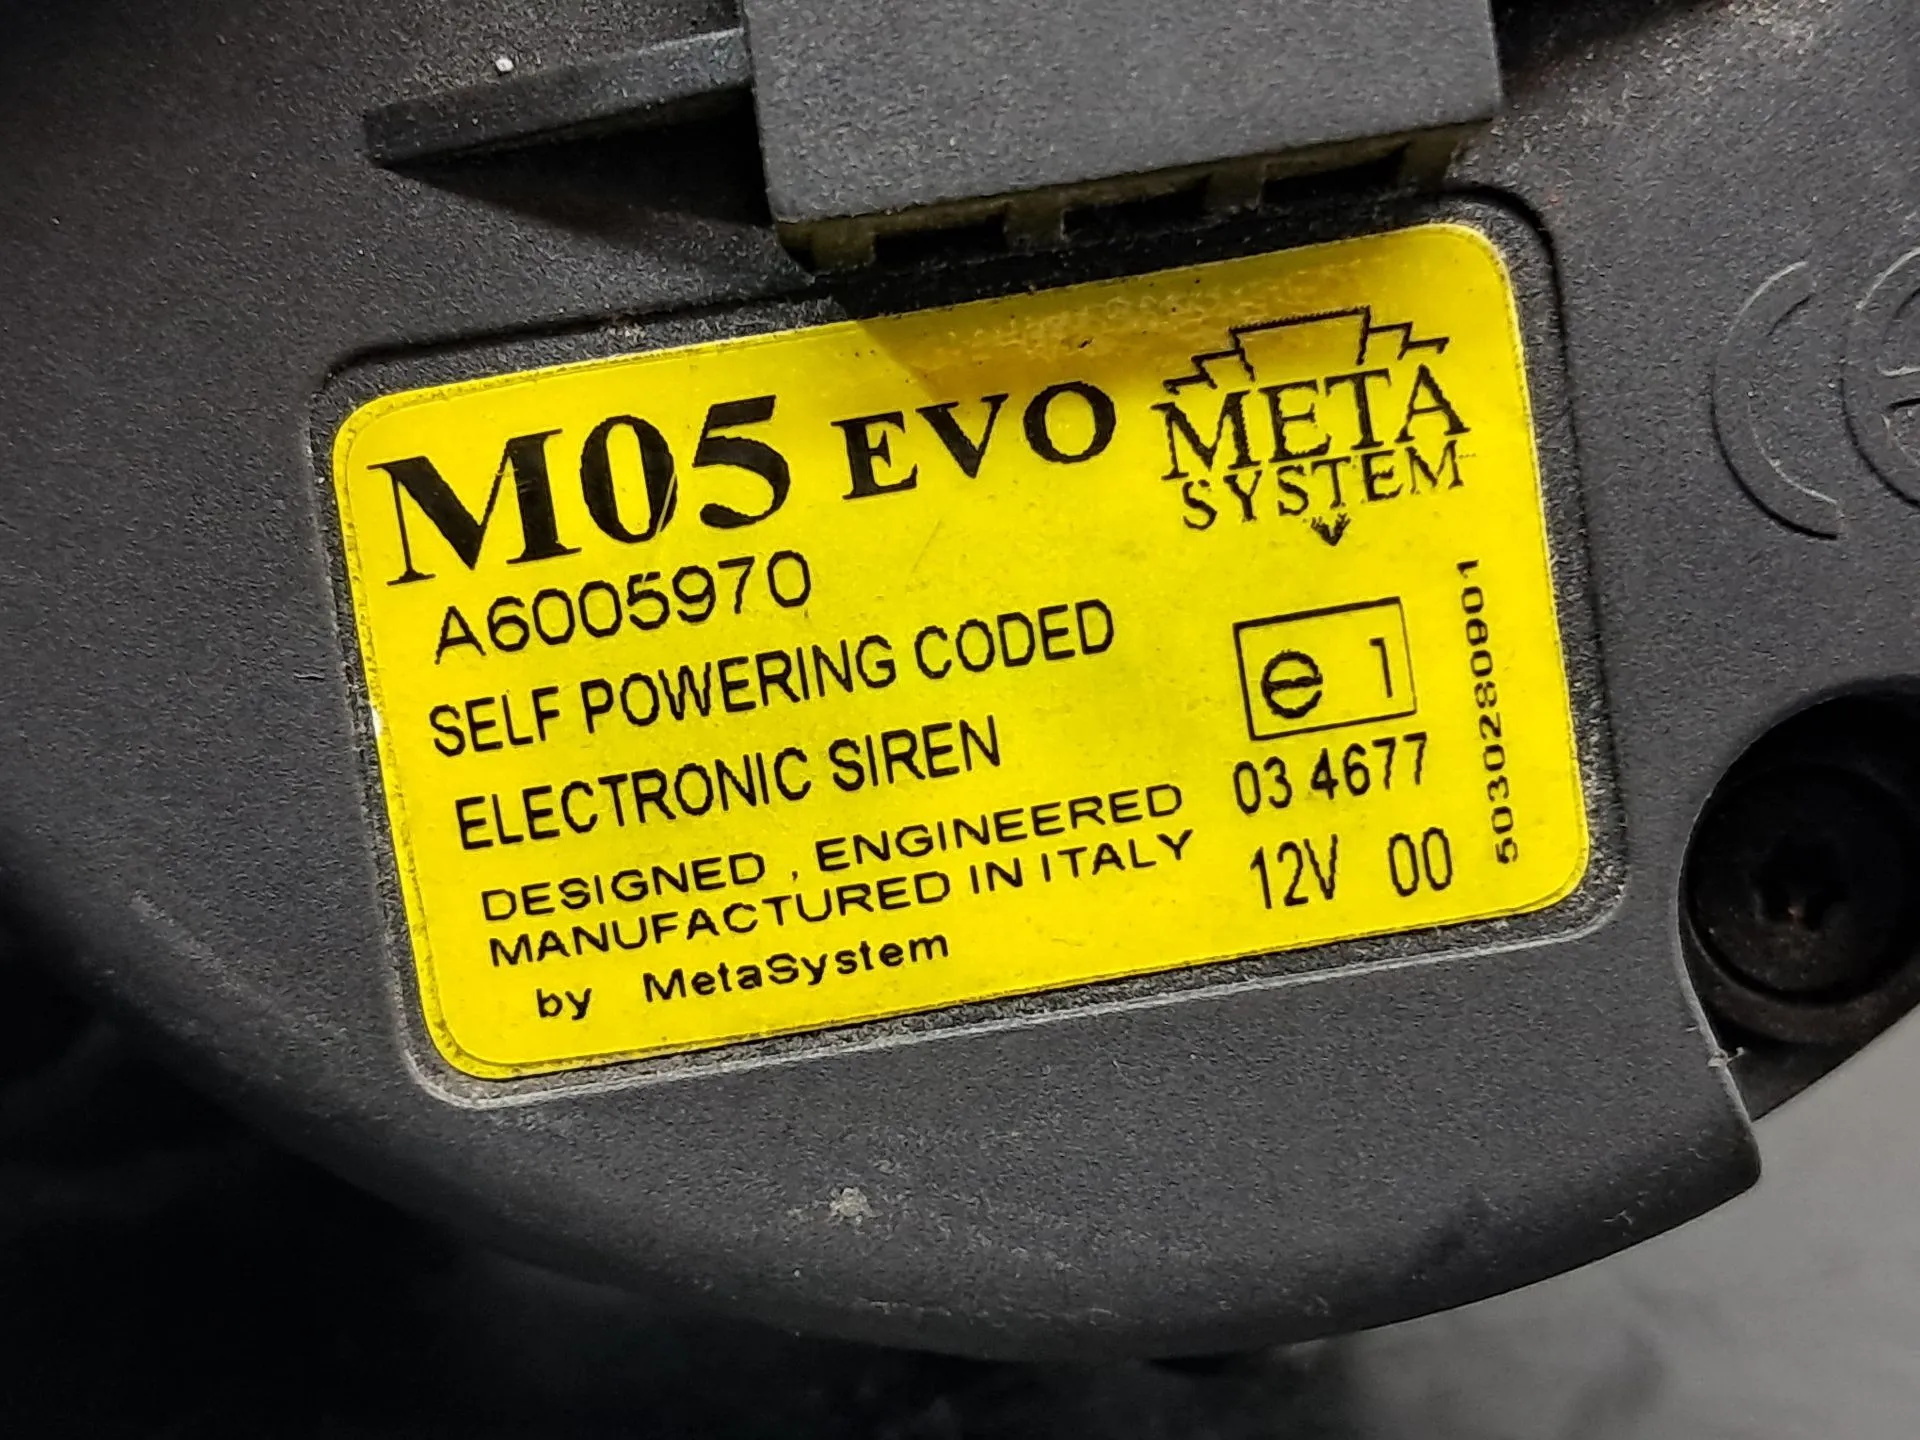 M05 EVO
META
SYSTEM
A6005970
SELF POWERING CODED
ELECTRONIC SIREN
DESIGNED , ENGINEERED
MANUFACTURED IN ITALY
by MetaSystem
e 1
03 4677
12V 00
5030280801